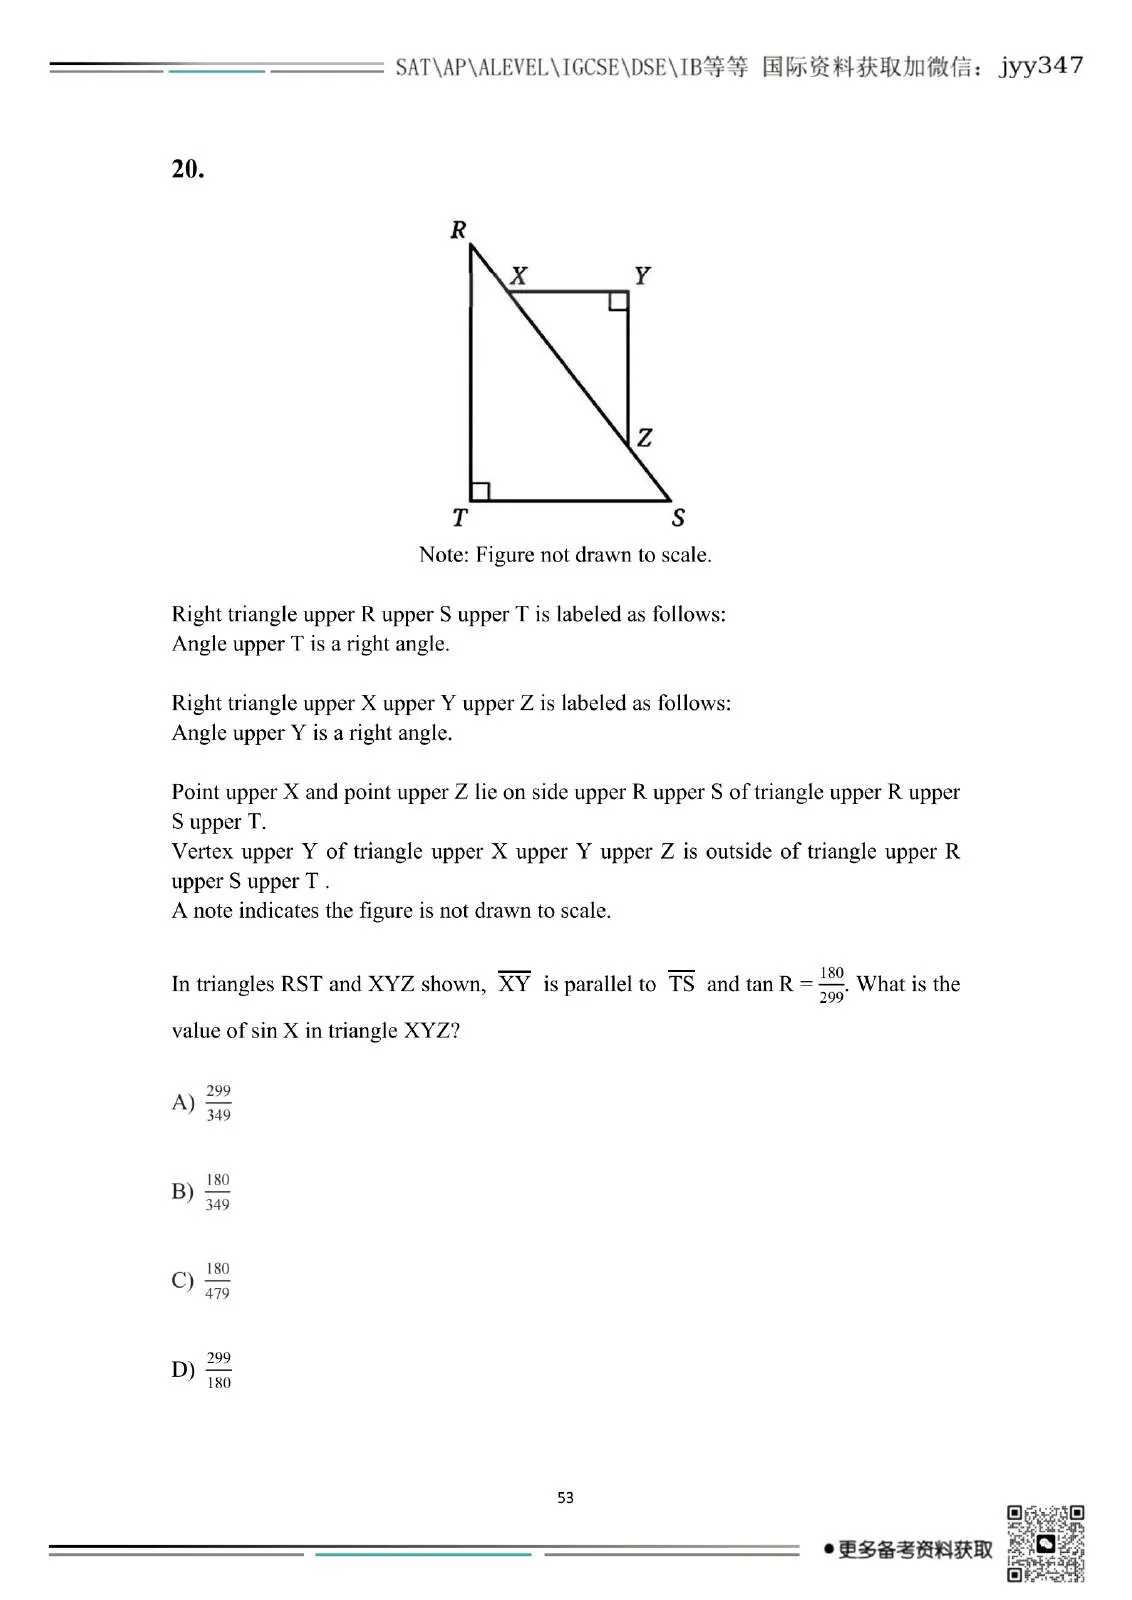 SAT\AP\ALEVEL\IGCSE\DSE\IB等等 国际资料获取加微信：jyy347
20.
R
X
Y
Z
T
S
Note: Figure not drawn to scale.
Right triangle upper R upper S upper T is labeled as follows:
Angle upper T is a right angle.
Right triangle upper X upper Y upper Z is labeled as follows:
Angle upper Y is a right angle.
Point upper X and point upper Z lie on side upper R upper S of triangle upper R upper
S upper T.
Vertex upper Y of triangle upper X upper Y upper Z is outside of triangle upper R
upper S upper T .
A note indicates the figure is not drawn to scale.
In triangles RST and XYZ shown, XY is parallel to TS and tan R = 180/299. What is the
value of sin X in triangle XYZ?
A) 299/349
B) 180/349
C) 180/479
D) 299/180
53
●更多备考资料获取